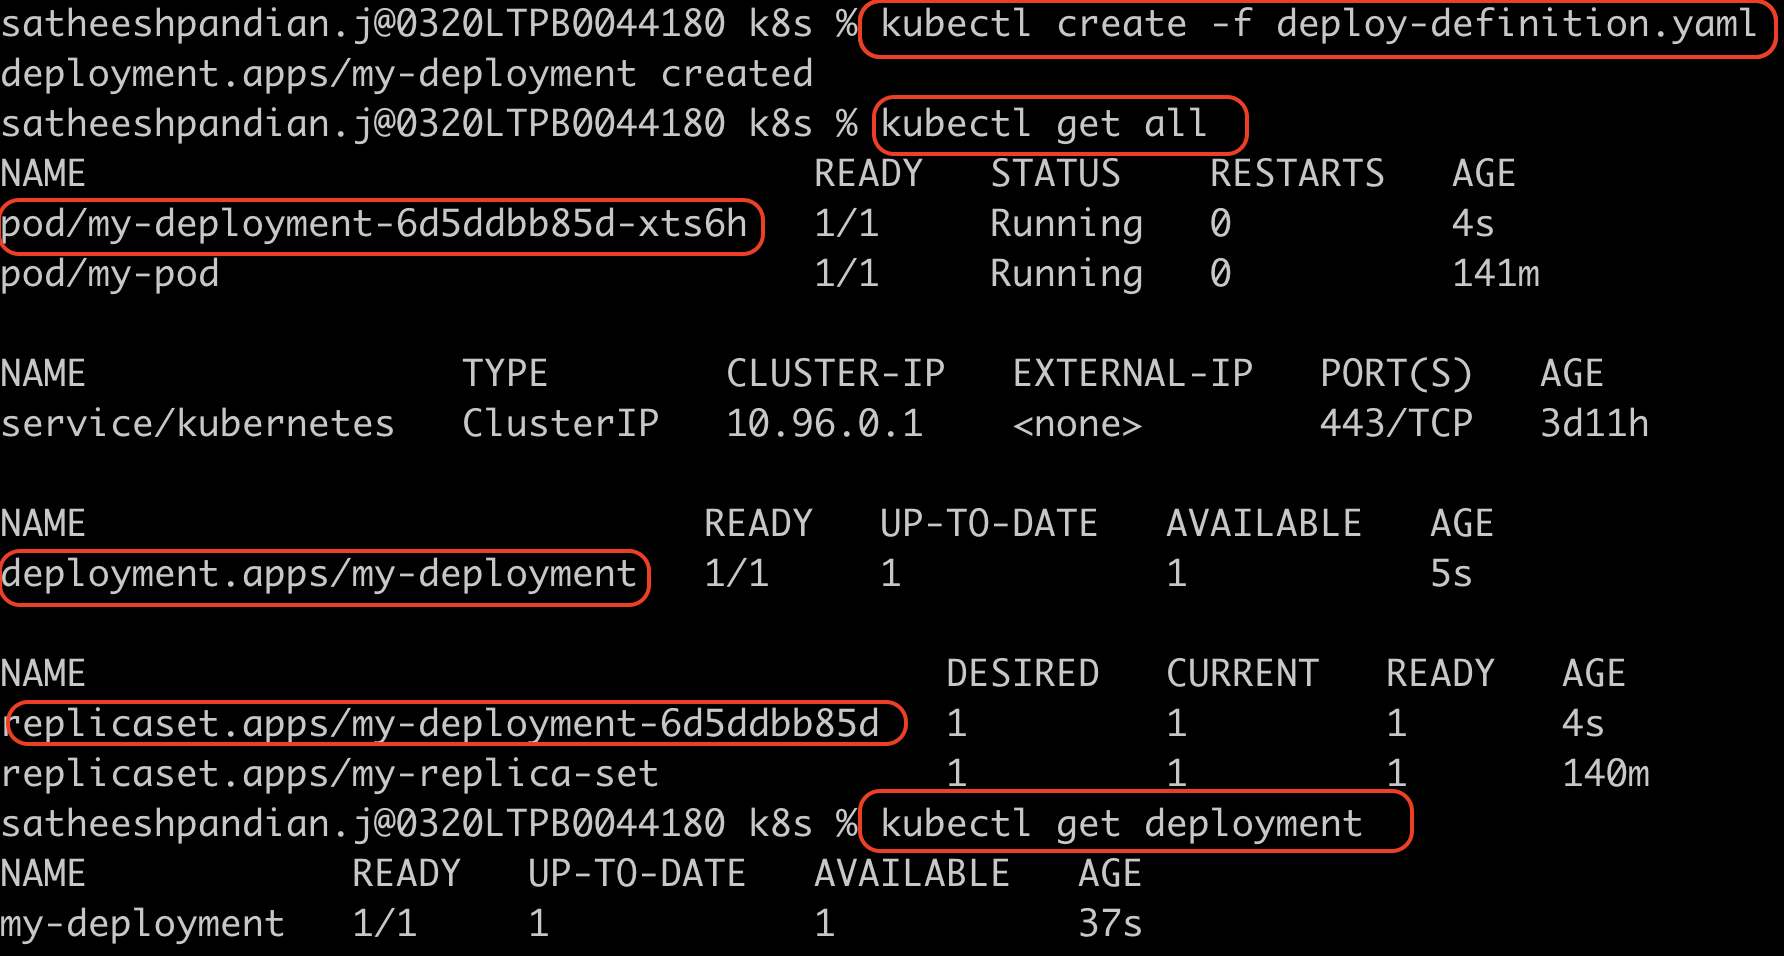 satheeshpandian.j@0320LTPB0044180 k8s % kubectl create -f deploy-definition.yaml
deployment.apps/my-deployment created
satheeshpandian.j@0320LTPB0044180 k8s % kubectl get all
NAME READY STATUS RESTARTS AGE
pod/my-deployment-6d5ddbb85d-xts6h 1/1 Running 0 4s
pod/my-pod 1/1 Running 0 141m
NAME TYPE CLUSTER-IP EXTERNAL-IP PORT(S) AGE
service/kubernetes ClusterIP 10.96.0.1 <none> 443/TCP 3d11h
NAME READY UP-TO-DATE AVAILABLE AGE
deployment.apps/my-deployment 1/1 1 1 5s
NAME DESIRED CURRENT READY AGE
replicaset.apps/my-deployment-6d5ddbb85d 1 1 1 4s
replicaset.apps/my-replica-set 1 1 1 140m
satheeshpandian.j@0320LTPB0044180 k8s % kubectl get deployment
NAME READY UP-TO-DATE AVAILABLE AGE
my-deployment 1/1 1 1 37s